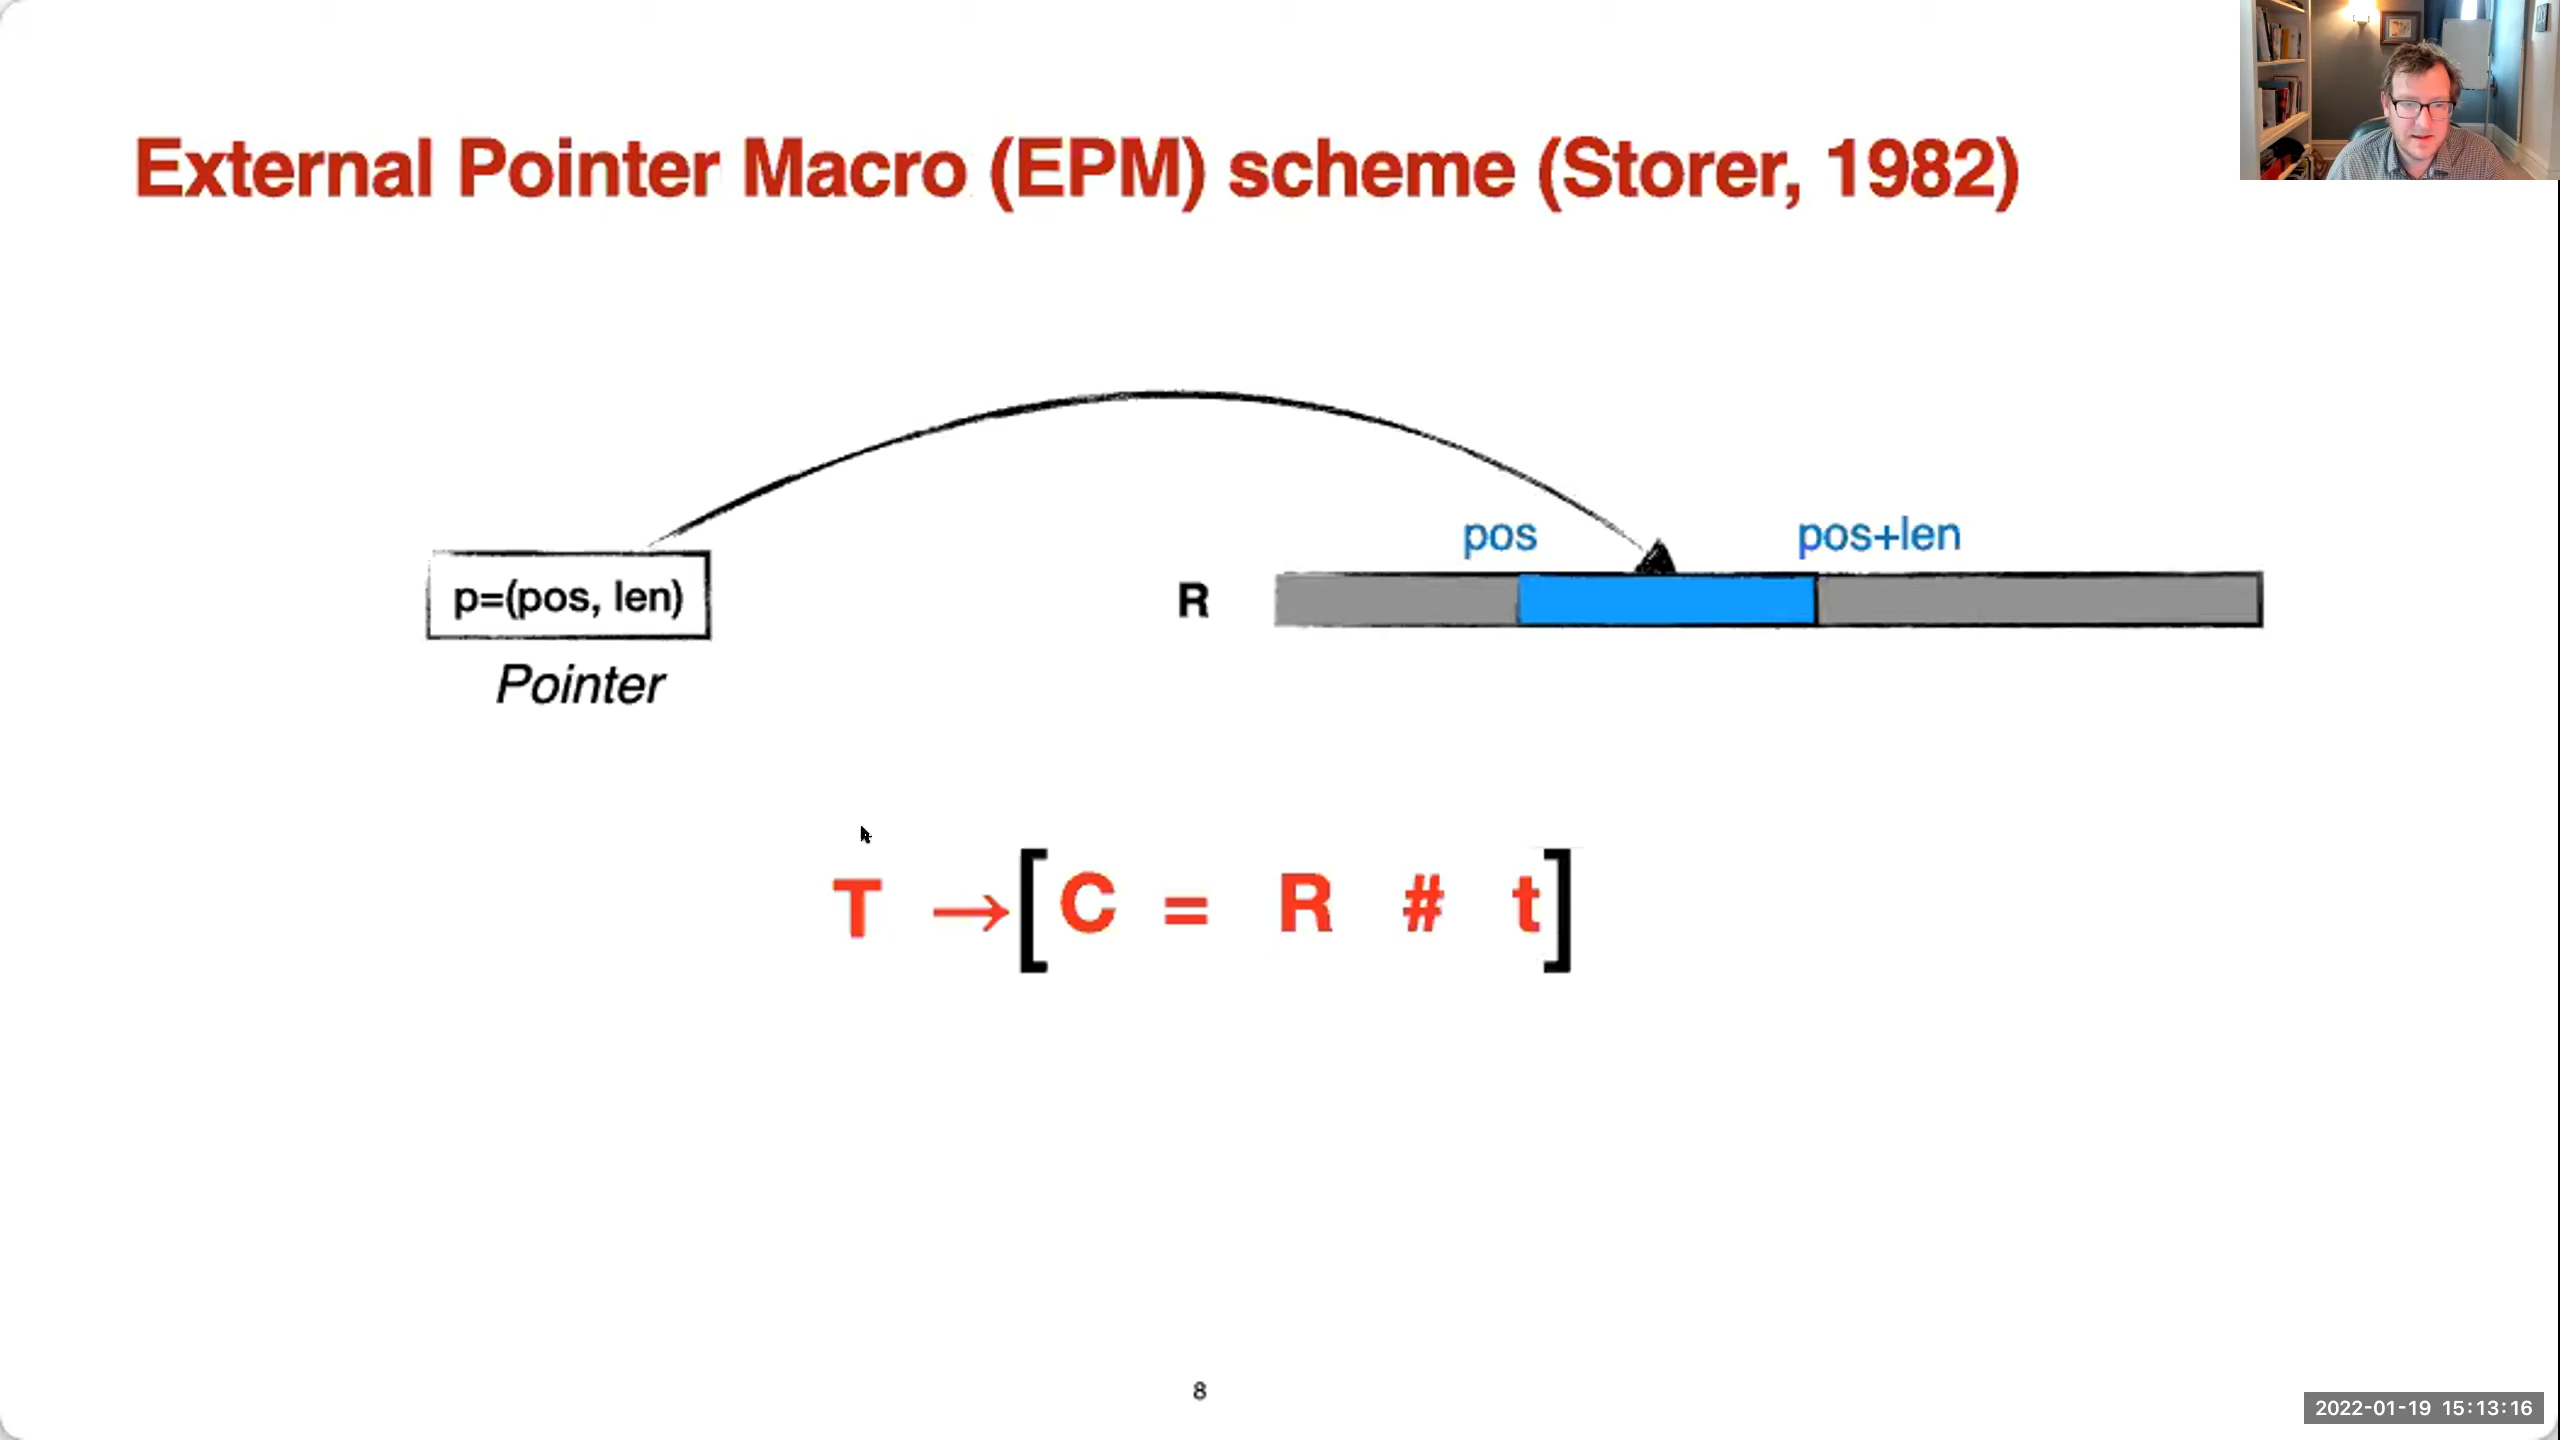 External Pointer Macro (EPM) scheme (Storer, 1982)
pos pos+len
p=(pos, len) R
Pointer
T →[C = R # t]
8
2022-01-19 15:13:16